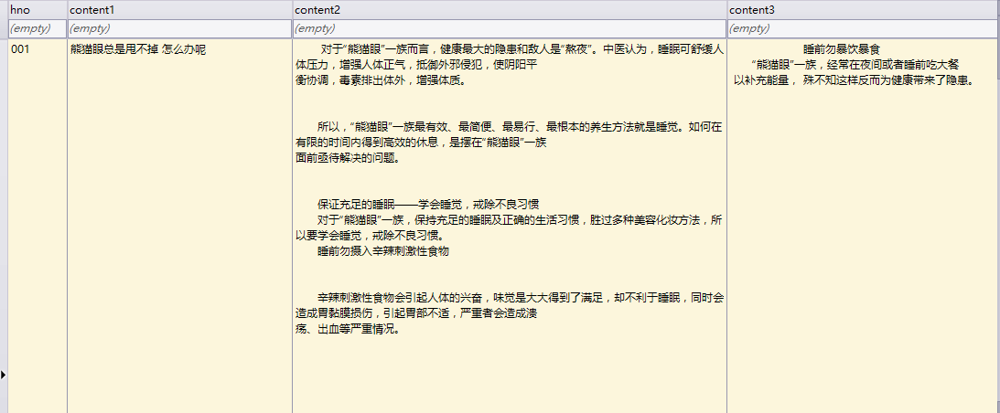 hno content1 content2 content3
(empty) (empty) (empty) (empty)
001
熊猫眼总是甩不掉 怎么办呢
对于“熊猫眼”一族而言，健康最大的隐患和敌人是“熬夜”。中医认为，睡眠可舒缓人
体压力，增强人体正气，抵御外邪侵犯，使阴阳平
衡协调，毒素排出体外，增强体质。
所以，“熊猫眼”一族最有效、最简便、最易行、最根本的养生方法就是睡觉。如何在
有限的时间内得到高效的休息，是摆在“熊猫眼”一族
面前亟待解决的问题。
保证充足的睡眠——学会睡觉，戒除不良习惯
对于“熊猫眼”一族，保持充足的睡眠及正确的生活习惯，胜过多种美容化妆方法，所
以要学会睡觉，戒除不良习惯。
睡前勿摄入辛辣刺激性食物
辛辣刺激性食物会引起人体的兴奋，味觉是大大得到了满足，却不利于睡眠，同时会
造成胃黏膜损伤，引起胃部不适，严重者会造成溃
疡、出血等严重情况。
睡前勿暴饮暴食
“熊猫眼”一族，经常在夜间或者睡前吃大餐
以补充能量， 殊不知这样反而为健康带来了隐患。